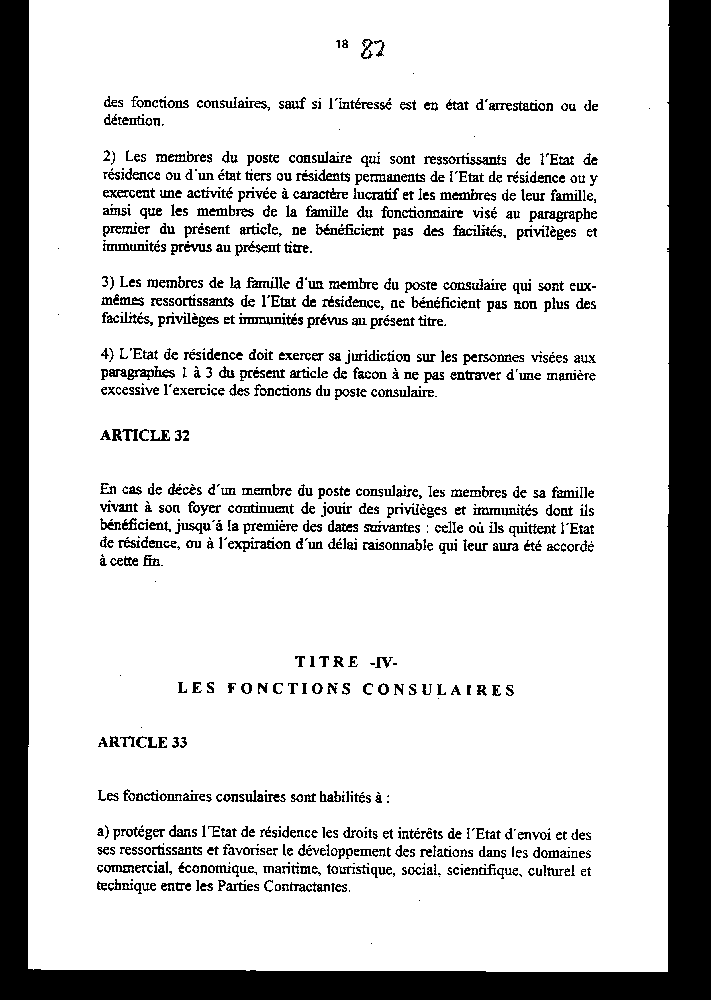 18 82
des fonctions consulaires, sauf si l´intéressé est en état d´arrestation ou de
détention.
2) Les membres du poste consulaire qui sont ressortissants de l´Etat de
résidence ou d´un état tiers ou résidents permanents de l´Etat de résidence ou y
exercent une activité privée à caractère lucratif et les membres de leur famille,
ainsi que les membres de la famille du fonctionnaire visé au paragraphe
premier du présent article, ne bénéficient pas des facilités, privilèges et
immunités prévus au présent titre.
3) Les membres de la famille d´un membre du poste consulaire qui sont eux-
mêmes ressortissants de l´Etat de résidence, ne bénéficient pas non plus des
facilités, privilèges et immunités prévus au présent titre.
4) L´Etat de résidence doit exercer sa juridiction sur les personnes visées aux
paragraphes 1 à 3 du présent article de facon à ne pas entraver d´une manière
excessive l´exercice des fonctions du poste consulaire.
ARTICLE 32
En cas de décès d´un membre du poste consulaire, les membres de sa famille
vivant à son foyer continuent de jouir des privilèges et immunités dont ils
bénéficient, jusqu´á la première des dates suivantes : celle où ils quittent l´Etat
de résidence, ou à l´expiration d´un délai raisonnable qui leur aura été accordé
à cette fin.
TITRE -IV-
LES FONCTIONS CONSULAIRES
ARTICLE 33
Les fonctionnaires consulaires sont habilités à :
a) protéger dans l´Etat de résidence les droits et intérêts de l´Etat d´envoi et des
ses ressortissants et favoriser le développement des relations dans les domaines
commercial, économique, maritime, touristique, social, scientifique, culturel et
technique entre les Parties Contractantes.